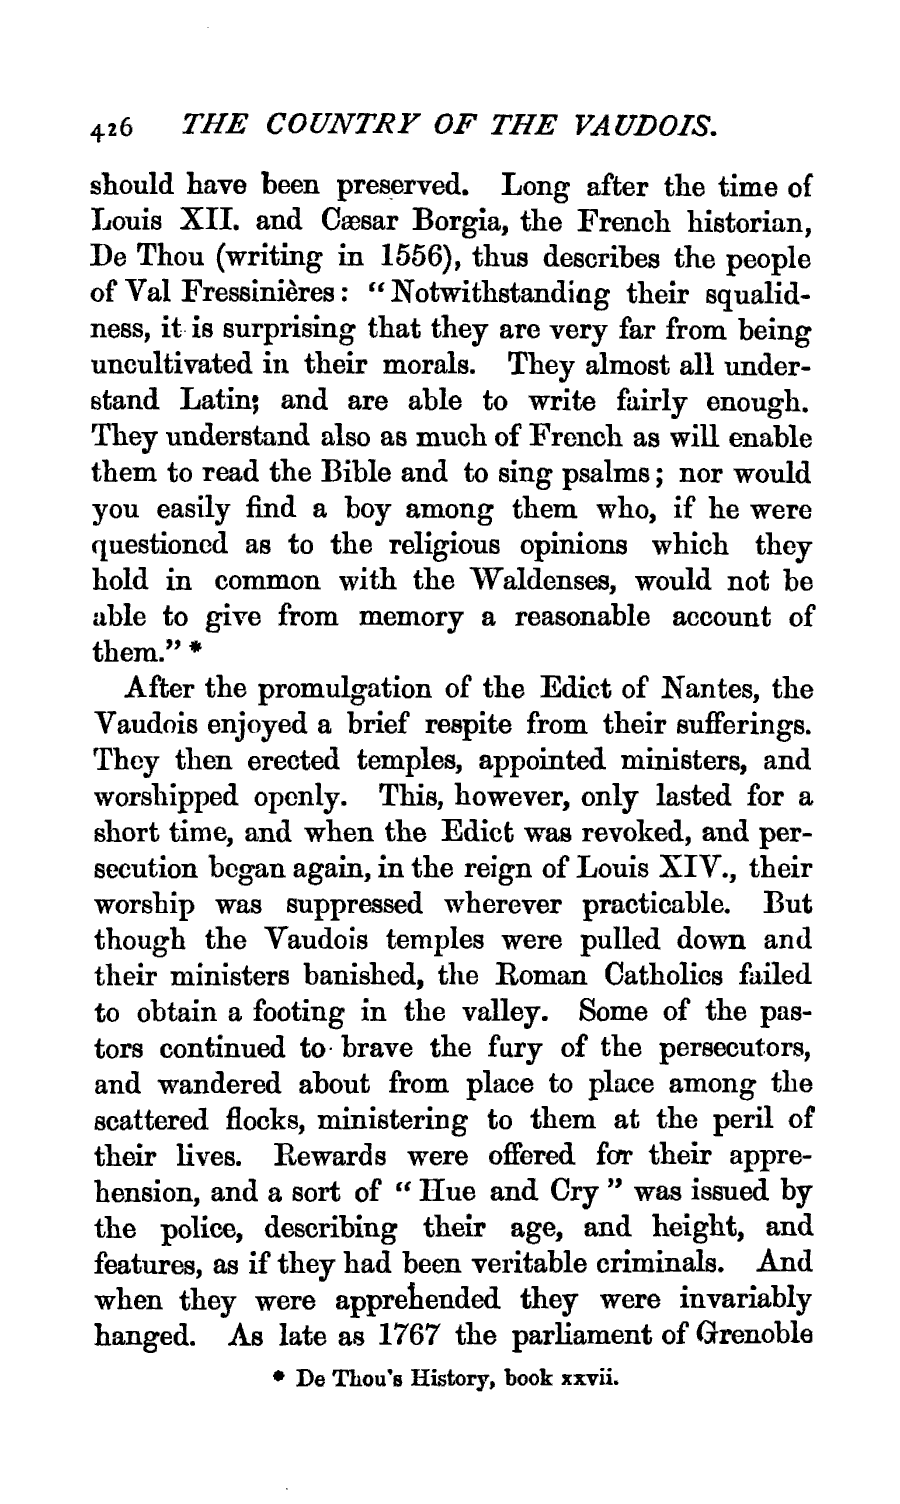 426 THE COUNTRY OF THE VAUDOIS.
should have been preserved. Long after the time of
Louis XII. and Cæsar Borgia, the French historian,
De Thou (writing in 1556), thus describes the people
of Val Fressinières: “Notwithstanding their squalid-
ness, it is surprising that they are very far from being
uncultivated in their morals. They almost all under-
stand Latin; and are able to write fairly enough.
They understand also as much of French as will enable
them to read the Bible and to sing psalms; nor would
you easily find a boy among them who, if he were
questioned as to the religious opinions which they
hold in common with the Waldenses, would not be
able to give from memory a reasonable account of
them.” *
After the promulgation of the Edict of Nantes, the
Vaudois enjoyed a brief respite from their sufferings.
They then erected temples, appointed ministers, and
worshipped openly. This, however, only lasted for a
short time, and when the Edict was revoked, and per-
secution began again, in the reign of Louis XIV., their
worship was suppressed wherever practicable. But
though the Vaudois temples were pulled down and
their ministers banished, the Roman Catholics failed
to obtain a footing in the valley. Some of the pas-
tors continued to brave the fury of the persecutors,
and wandered about from place to place among the
scattered flocks, ministering to them at the peril of
their lives. Rewards were offered for their appre-
hension, and a sort of “Hue and Cry” was issued by
the police, describing their age, and height, and
features, as if they had been veritable criminals. And
when they were apprehended they were invariably
hanged. As late as 1767 the parliament of Grenoble
* De Thou's History, book xxvii.